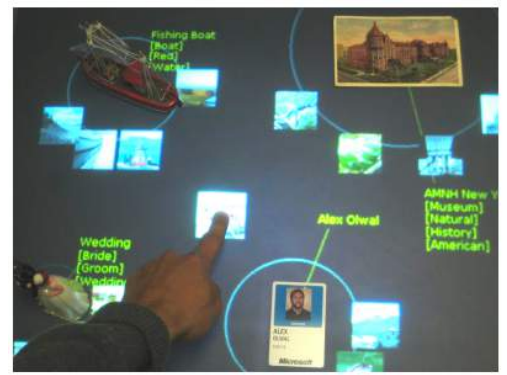 Fishing Boat
[Boat]
[Red]
[Water]
AMNH New Y
[Museum]
[Natural]
[History]
[American]
Alex Olwal
Wedding
[Bride]
[Groom]
[Wedding
ALEX
OLWAL
Microsoft